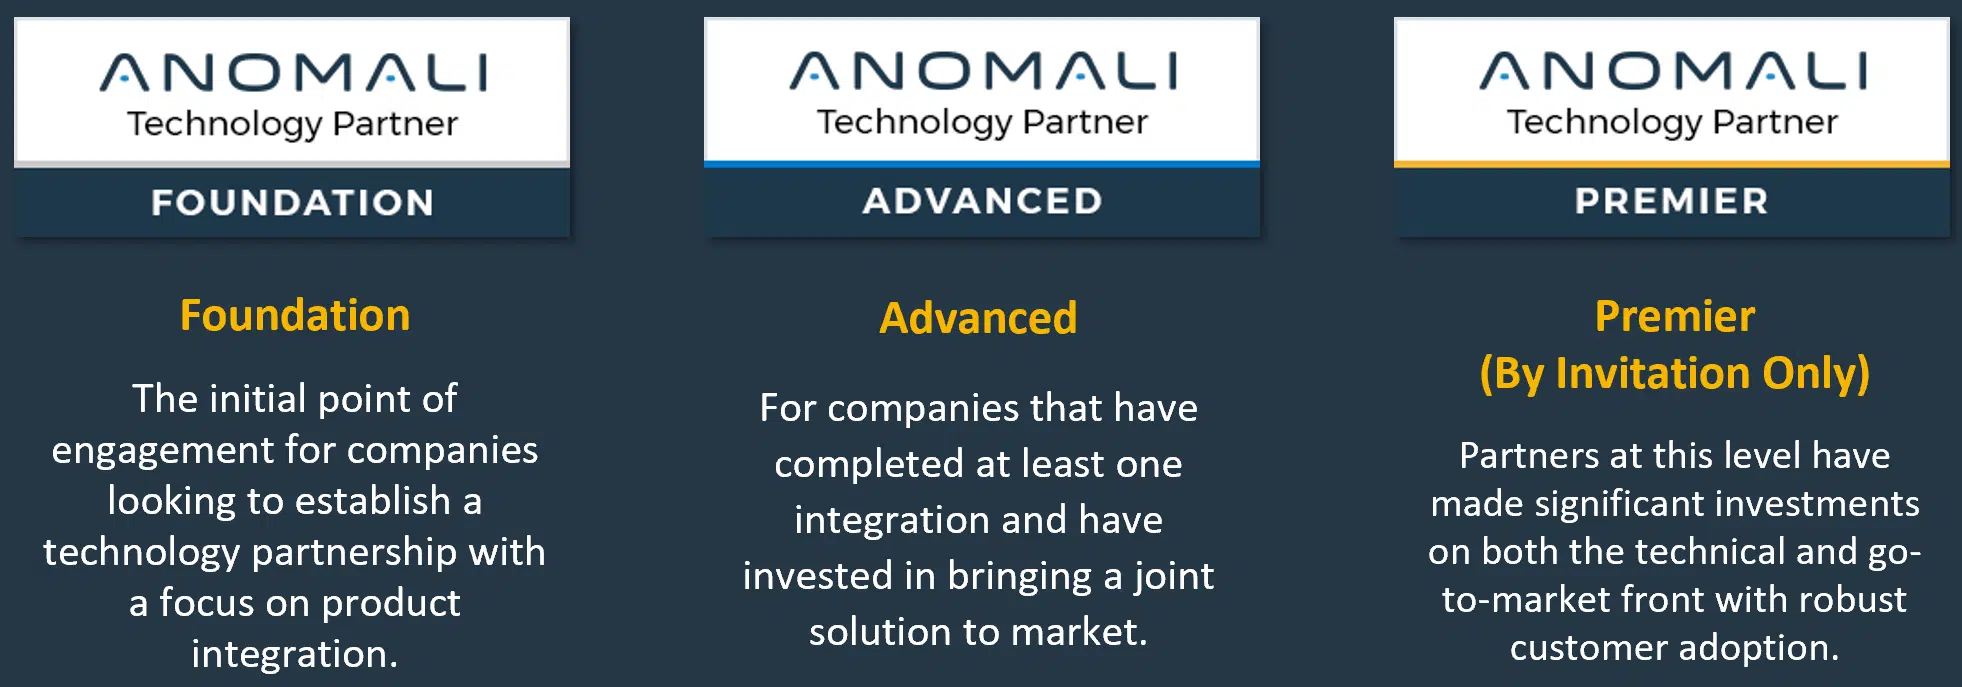 ANOMALI
Technology Partner
FOUNDATION
Foundation
The initial point of
engagement for companies
looking to establish a
technology partnership with
a focus on product
integration.
ANOMALI
Technology Partner
ADVANCED
Advanced
For companies that have
completed at least one
integration and have
invested in bringing a joint
solution to market.
ANOMALI
Technology Partner
PREMIER
Premier
(By Invitation Only)
Partners at this level have
made significant investments
on both the technical and go-
to-market front with robust
customer adoption.